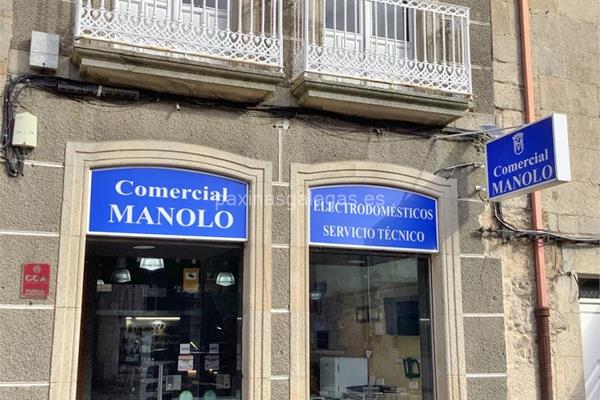 Comercial
MANOLO
ELECTRODOMÉSTICOS
SERVICIO TÉCNICO
Comercial
MANOLO
paxinasgalegas.es